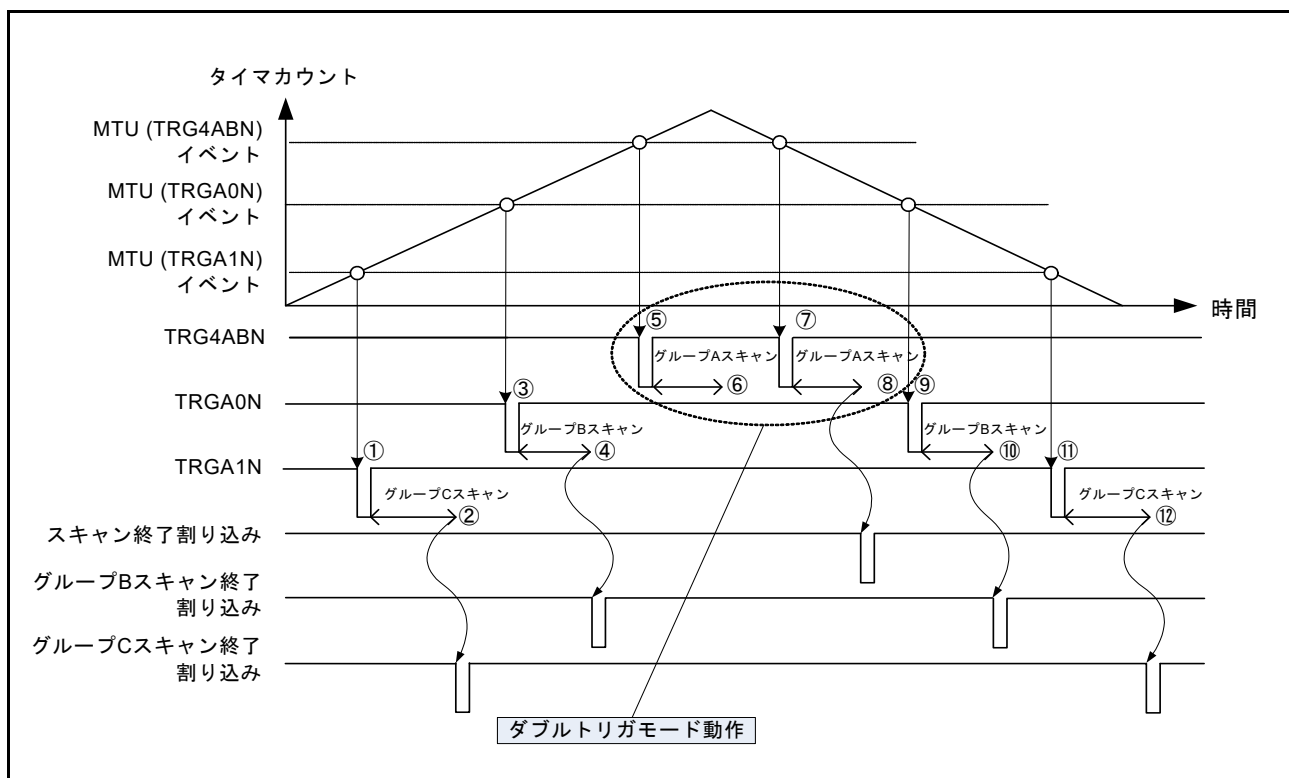 タイマカウント
MTU (TRG4ABN)
イベント
MTU (TRGA0N)
イベント
MTU (TRGA1N)
イベント
時間
TRG4ABN
⑤
⑦
グループAスキャン
グループAスキャン
⑥
⑧
⑨
③
TRGA0N
グループBスキャン
グループBスキャン
④
⑩
①
⑪
TRGA1N
グループCスキャン
グループCスキャン
②
⑫
スキャン終了割り込み
グループBスキャン終了
割り込み
グループCスキャン終了
割り込み
ダブルトリガモード動作